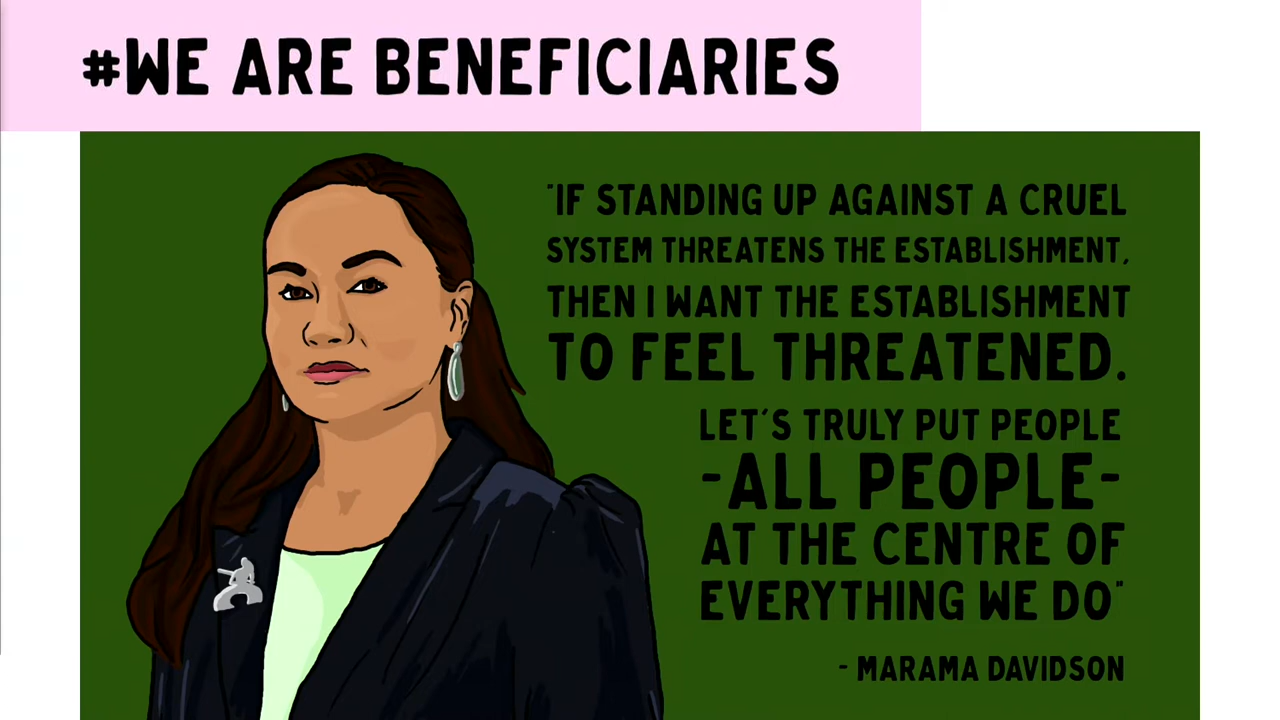 #WE ARE BENEFICIARIES
"IF STANDING UP AGAINST A CRUEL
SYSTEM THREATENS THE ESTABLISHMENT,
THEN I WANT THE ESTABLISHMENT
TO FEEL THREATENED.
LET'S TRULY PUT PEOPLE
-ALL PEOPLE-
AT THE CENTRE OF
EVERYTHING WE DO"
- MARAMA DAVIDSON